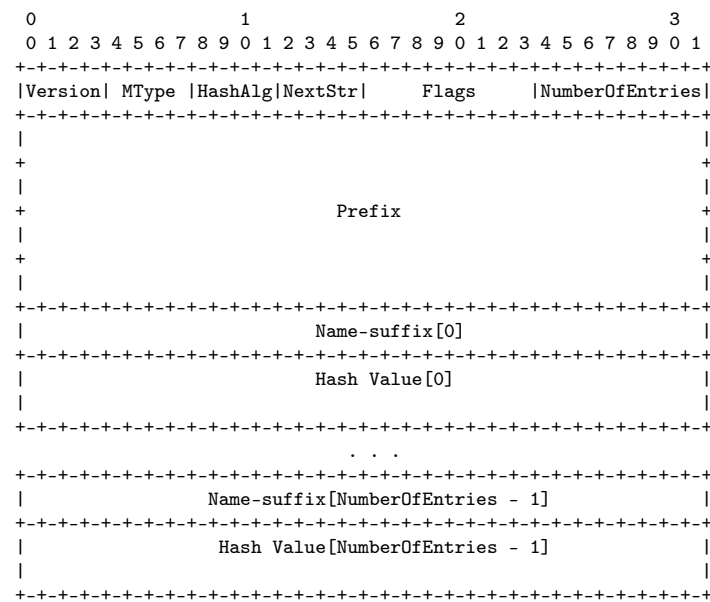 0                   1                   2                   3
 0 1 2 3 4 5 6 7 8 9 0 1 2 3 4 5 6 7 8 9 0 1 2 3 4 5 6 7 8 9 0 1
+-+-+-+-+-+-+-+-+-+-+-+-+-+-+-+-+-+-+-+-+-+-+-+-+-+-+-+-+-+-+-+-+
|Version| MType |HashAlg|NextStr|     Flags     |NumberOfEntries|
+-+-+-+-+-+-+-+-+-+-+-+-+-+-+-+-+-+-+-+-+-+-+-+-+-+-+-+-+-+-+-+-+
|                                                               |
+                                                               +
|                                                               |
+                             Prefix                            +
|                                                               |
+                                                               +
|                                                               |
+-+-+-+-+-+-+-+-+-+-+-+-+-+-+-+-+-+-+-+-+-+-+-+-+-+-+-+-+-+-+-+-+
|                           Name-suffix[0]                      |
+-+-+-+-+-+-+-+-+-+-+-+-+-+-+-+-+-+-+-+-+-+-+-+-+-+-+-+-+-+-+-+-+
|                           Hash Value[0]                       |
|                                                               |
+-+-+-+-+-+-+-+-+-+-+-+-+-+-+-+-+-+-+-+-+-+-+-+-+-+-+-+-+-+-+-+-+
                               . . .
+-+-+-+-+-+-+-+-+-+-+-+-+-+-+-+-+-+-+-+-+-+-+-+-+-+-+-+-+-+-+-+-+
|                 Name-suffix[NumberOfEntries - 1]              |
+-+-+-+-+-+-+-+-+-+-+-+-+-+-+-+-+-+-+-+-+-+-+-+-+-+-+-+-+-+-+-+-+
|                  Hash Value[NumberOfEntries - 1]              |
|                                                               |
+-+-+-+-+-+-+-+-+-+-+-+-+-+-+-+-+-+-+-+-+-+-+-+-+-+-+-+-+-+-+-+-+